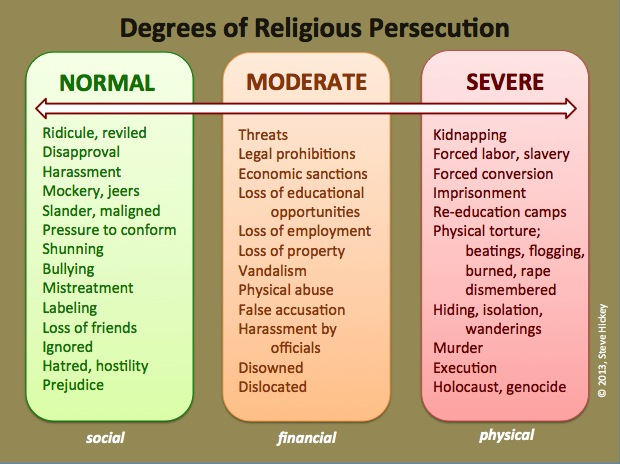 Degrees of Religious Persecution
NORMAL
Ridicule, reviled
Disapproval
Harassment
Mockery, jeers
Slander, maligned
Pressure to conform
Shunning
Bullying
Mistreatment
Labeling
Loss of friends
Ignored
Hatred, hostility
Prejudice
social
MODERATE
Threats
Legal prohibitions
Economic sanctions
Loss of educational
opportunities
Loss of employment
Loss of property
Vandalism
Physical abuse
False accusation
Harassment by
officials
Disowned
Dislocated
financial
SEVERE
Kidnapping
Forced labor, slavery
Forced conversion
Imprisonment
Re-education camps
Physical torture;
beatings, flogging,
burned, rape
dismembered
Hiding, isolation,
wanderings
Murder
Execution
Holocaust, genocide
physical
© 2013, Steve Hickey